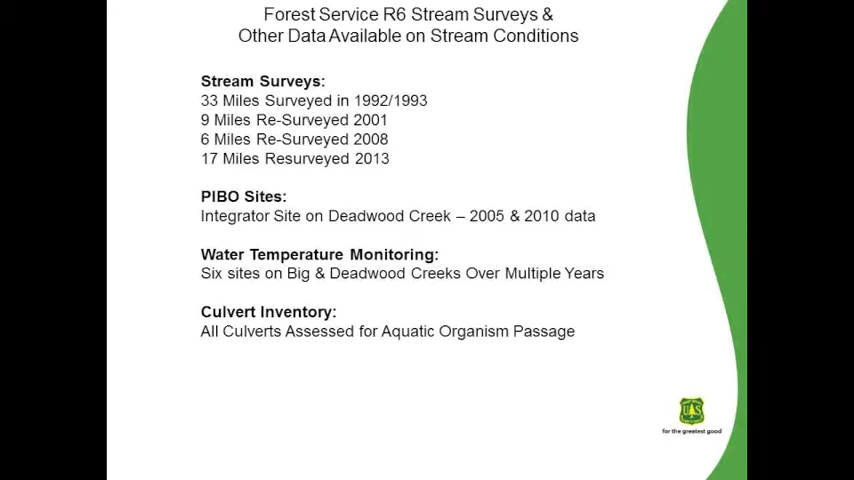 Forest Service R6 Stream Surveys &
Other Data Available on Stream Conditions
Stream Surveys:
33 Miles Surveyed in 1992/1993
9 Miles Re-Surveyed 2001
6 Miles Re-Surveyed 2008
17 Miles Resurveyed 2013
PIBO Sites:
Integrator Site on Deadwood Creek – 2005 & 2010 data
Water Temperature Monitoring:
Six sites on Big & Deadwood Creeks Over Multiple Years
Culvert Inventory:
All Culverts Assessed for Aquatic Organism Passage
UAS
for the greatest good